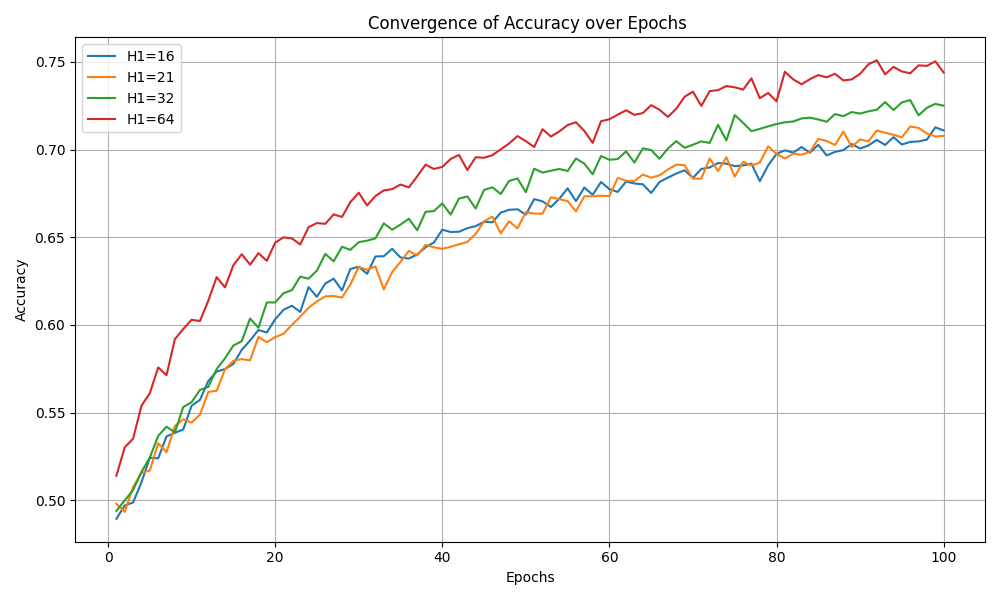 Convergence of Accuracy over Epochs
H1=16
H1=21
H1=32
H1=64
Accuracy
0.75
0.70
0.65
0.60
0.55
0.50
0 20 40 60 80 100
Epochs